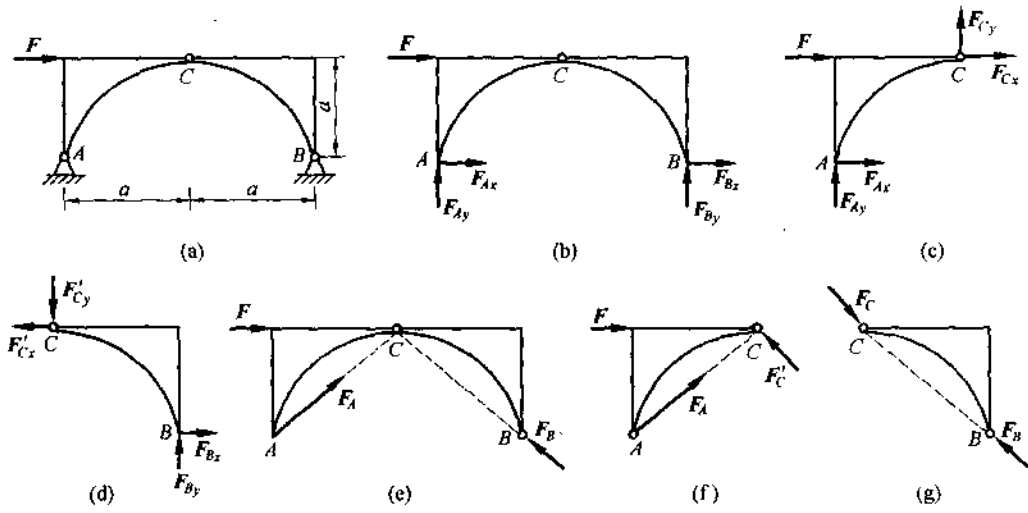 F C a A B a a
(a)
F C A F_Ax F_Ay B F_Bx F_By
(b)
F F_Cy C F_Cx A F_Ax F_Ay
(c)
F'_Cy F'_Cx C B F_Bx F_By
(d)
F C F_A A F_B B
(e)
F C F'_C F_A A
(f)
F_C C B F_B
(g)